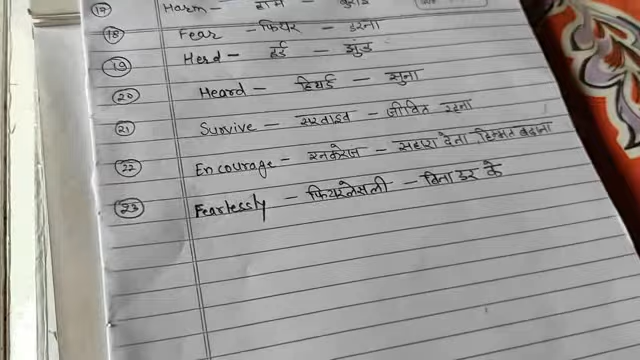 17 Harm - हार्म - बुराई
18 Fear - फियर - डरना
19 Herd - हर्ड - झुंड
20 Heard - हियर्ड - सुना
21 Survive - सरवाइव - जीवित रहना
22 Encourage - एनकरेज - सहारा देना, हिम्मत बढ़ाना
23 Fearlessly - फियरलेसली - बिना डर के